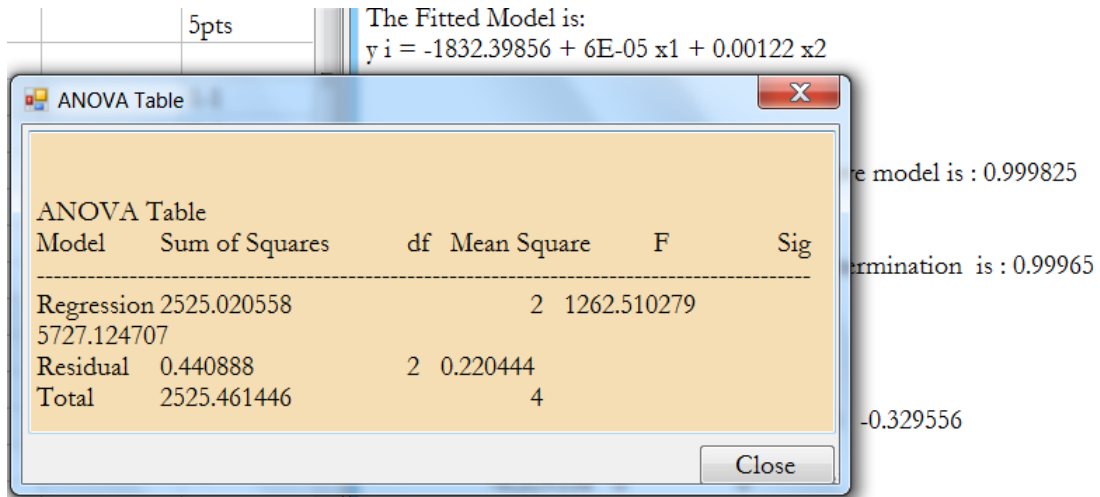 5pts
The Fitted Model is:
y i = -1832.39856 + 6E-05 x1 + 0.00122 x2
ANOVA Table
model is : 0.999825
is : 0.99965
-0.329556
ANOVA Table
Model Sum of Squares df Mean Square F Sig
Regression 2525.020558 2 1262.510279
5727.124707
Residual 0.440888 2 0.220444
Total 2525.461446 4
Close